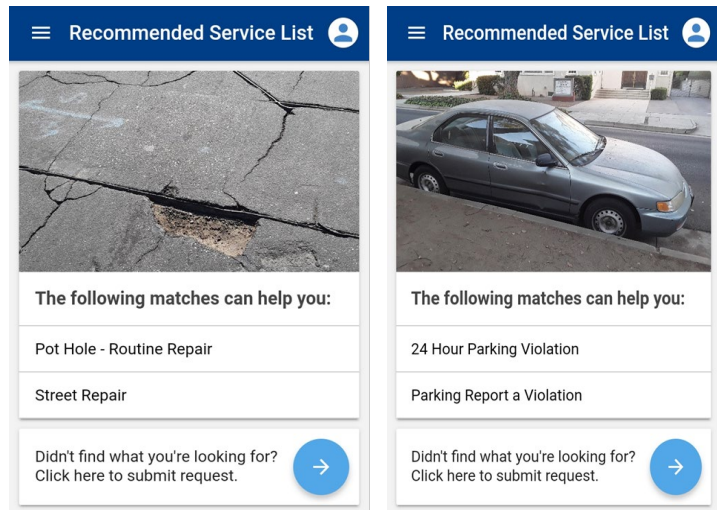 Recommended Service List
The following matches can help you:
Pot Hole - Routine Repair
Street Repair
Didn't find what you're looking for?
Click here to submit request.
Recommended Service List
The following matches can help you:
24 Hour Parking Violation
Parking Report a Violation
Didn't find what you're looking for?
Click here to submit request.